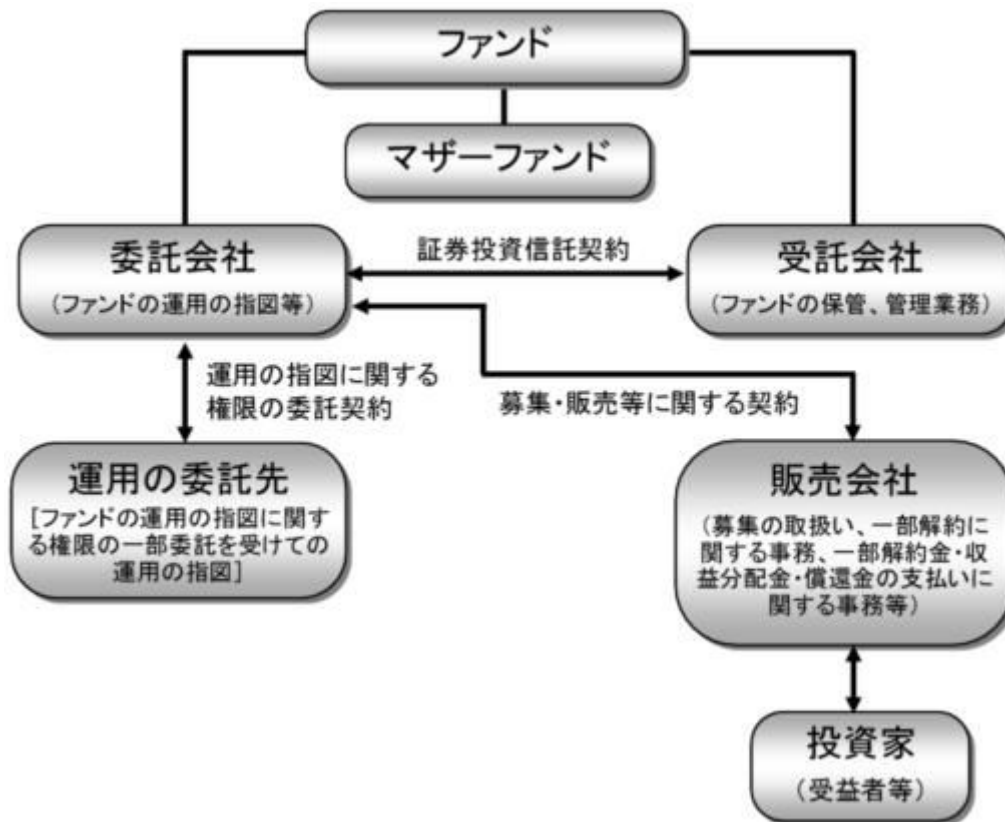 ファンド
マザーファンド
委託会社
（ファンドの運用の指図等）
証券投資信託契約
受託会社
（ファンドの保管、管理業務）
運用の指図に関する
権限の委託契約
募集・販売等に関する契約
運用の委託先
［ファンドの運用の指図に関す
る権限の一部委託を受けての
運用の指図］
販売会社
（募集の取扱い、一部解約に
関する事務、一部解約金・収
益分配金・償還金の支払いに
関する事務等）
投資家
（受益者等）